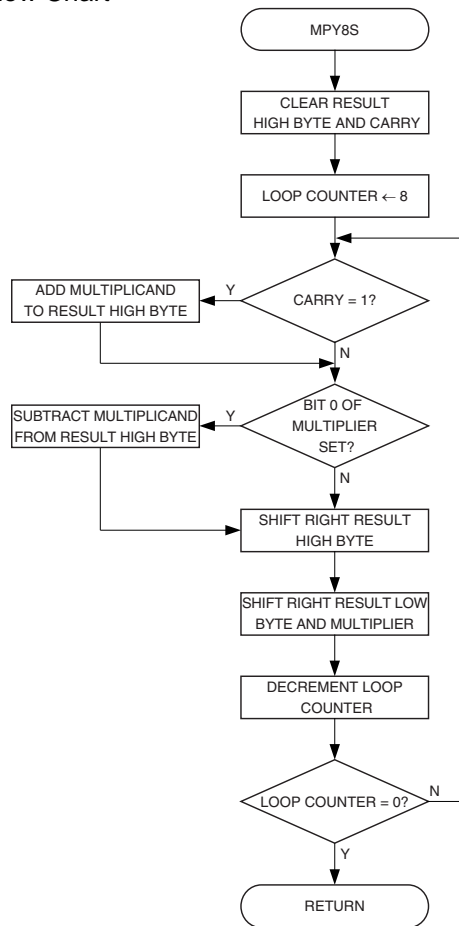 MPY8S
CLEAR RESULT
HIGH BYTE AND CARRY
LOOP COUNTER ← 8
CARRY = 1?
Y
N
ADD MULTIPLICAND
TO RESULT HIGH BYTE
BIT 0 OF
MULTIPLIER
SET?
Y
N
SUBTRACT MULTIPLICAND
FROM RESULT HIGH BYTE
SHIFT RIGHT RESULT
HIGH BYTE
SHIFT RIGHT RESULT LOW
BYTE AND MULTIPLIER
DECREMENT LOOP
COUNTER
LOOP COUNTER = 0?
N
Y
RETURN